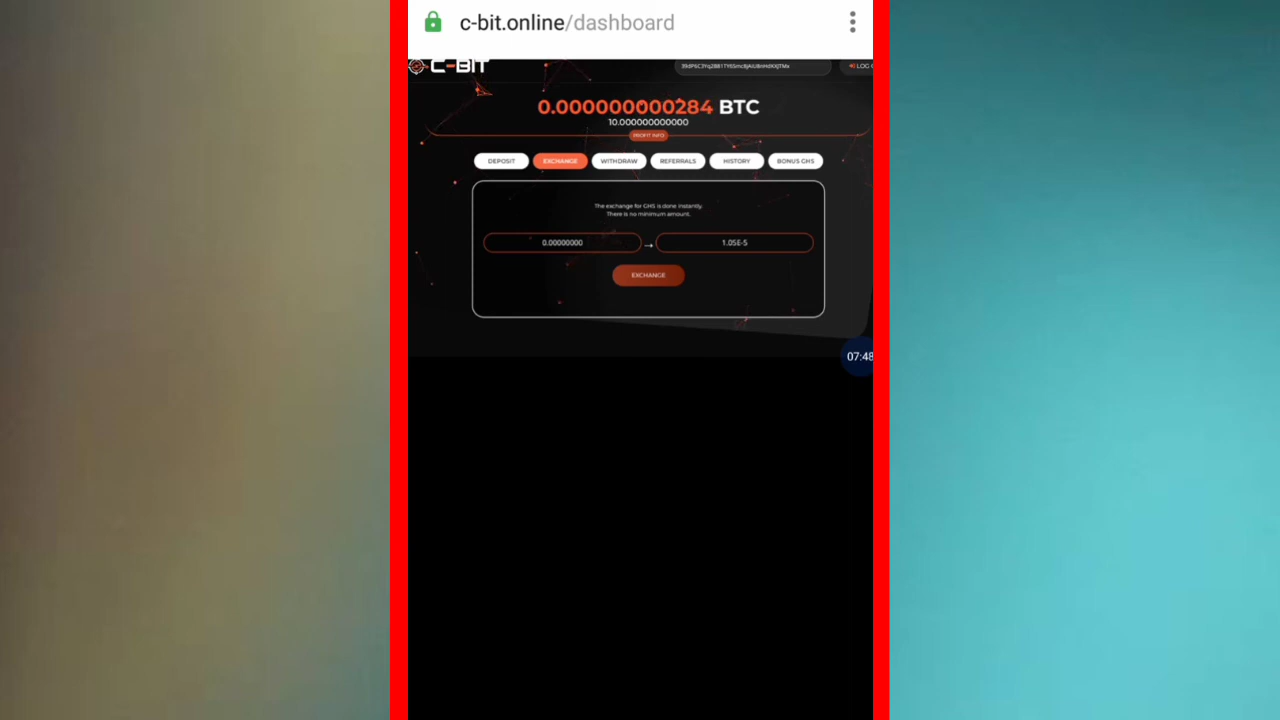 c-bit.online/dashboard
C-BIT
LOG
0.000000000284 BTC
10.000000000000
PROFIT INFO
DEPOSIT
EXCHANGE
WITHDRAW
REFERRALS
HISTORY
BONUS GHS
The exchange for GHS is done instantly.
There is no minimum amount.
0.00000000
→
1.05E-5
EXCHANGE
07:48